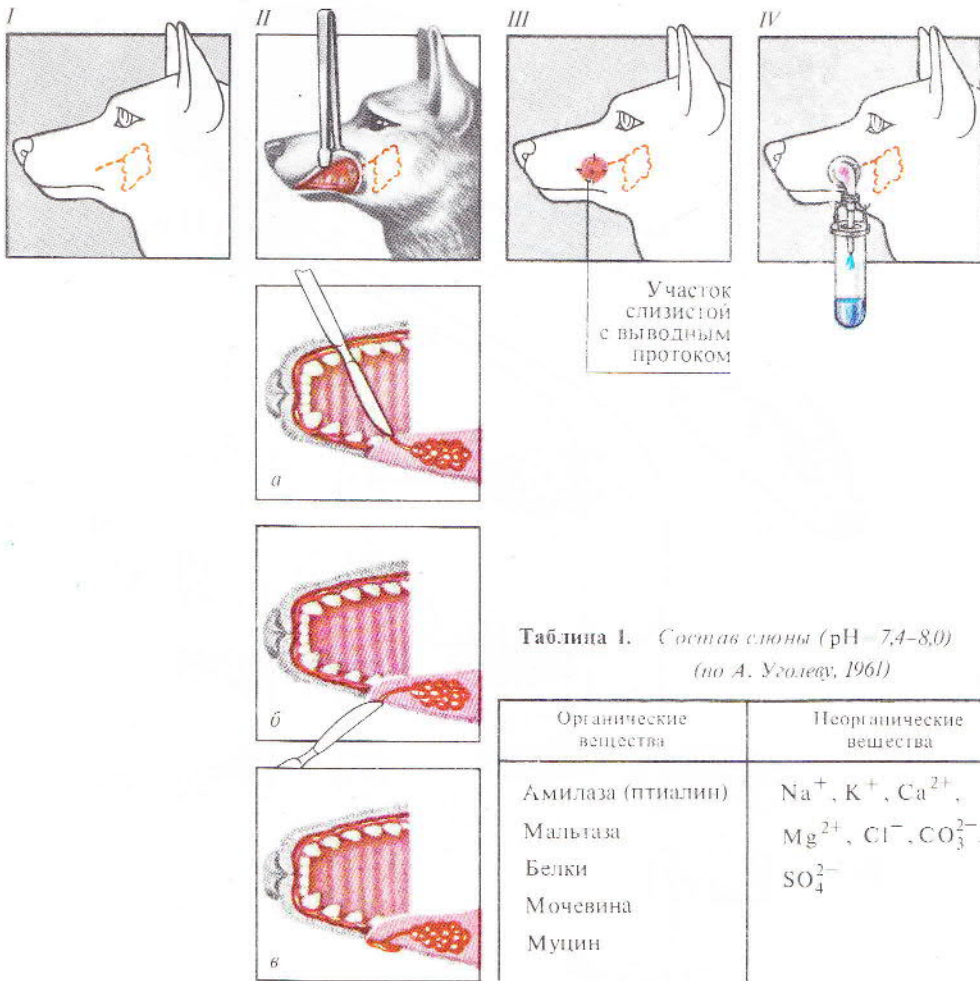 I
II
III
IV
Участок
слизистой
с выводным
протоком
а
б
в
Таблица 1. Состав слюны (pH – 7,4–8,0)
(по А. Уголеву, 1961)
Органические вещества
Неорганические вещества
Амилаза (птиалин)
Na⁺, K⁺, Ca²⁺,
Мальтаза
Mg²⁺, Cl⁻, CO₃²⁻
Белки
SO₄²⁻
Мочевина
Муцин